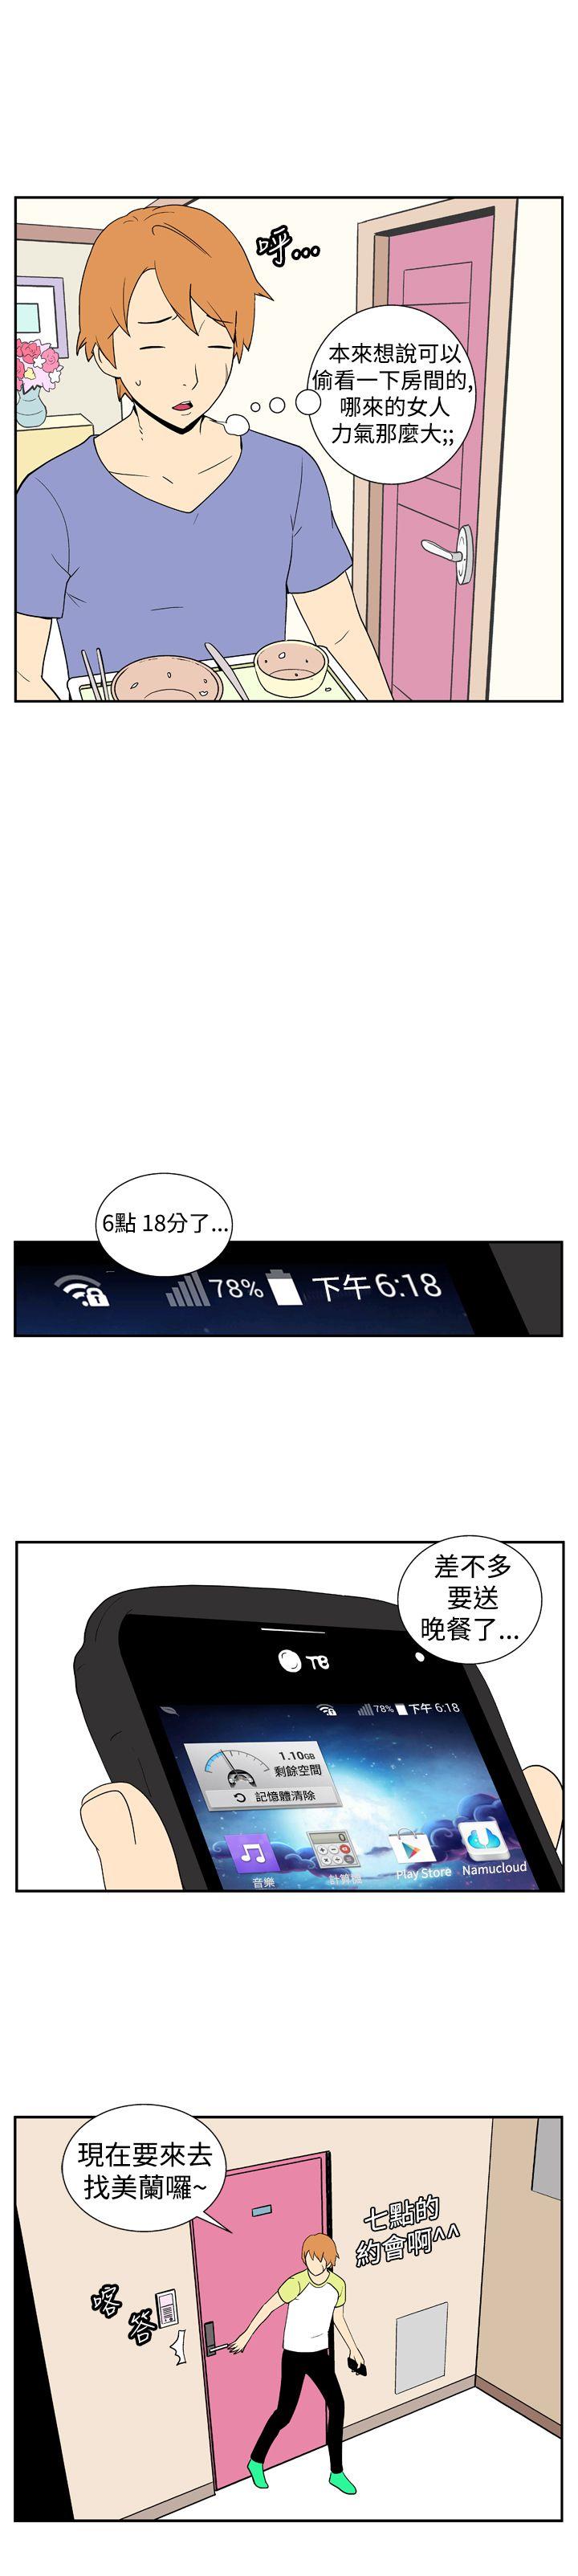 呼...
本來想說可以
偷看一下房間的,
哪來的女人
力氣那麼大;;
6點 18分了...
78% 下午 6:18
差不多
要送
晚餐了...
78% 下午 6:18
1.10GB
剩餘空間
記憶體清除
音樂
計算機
Play Store
Namucloud
現在要來去
找美蘭囉~
七點的
約會啊^^
喀答